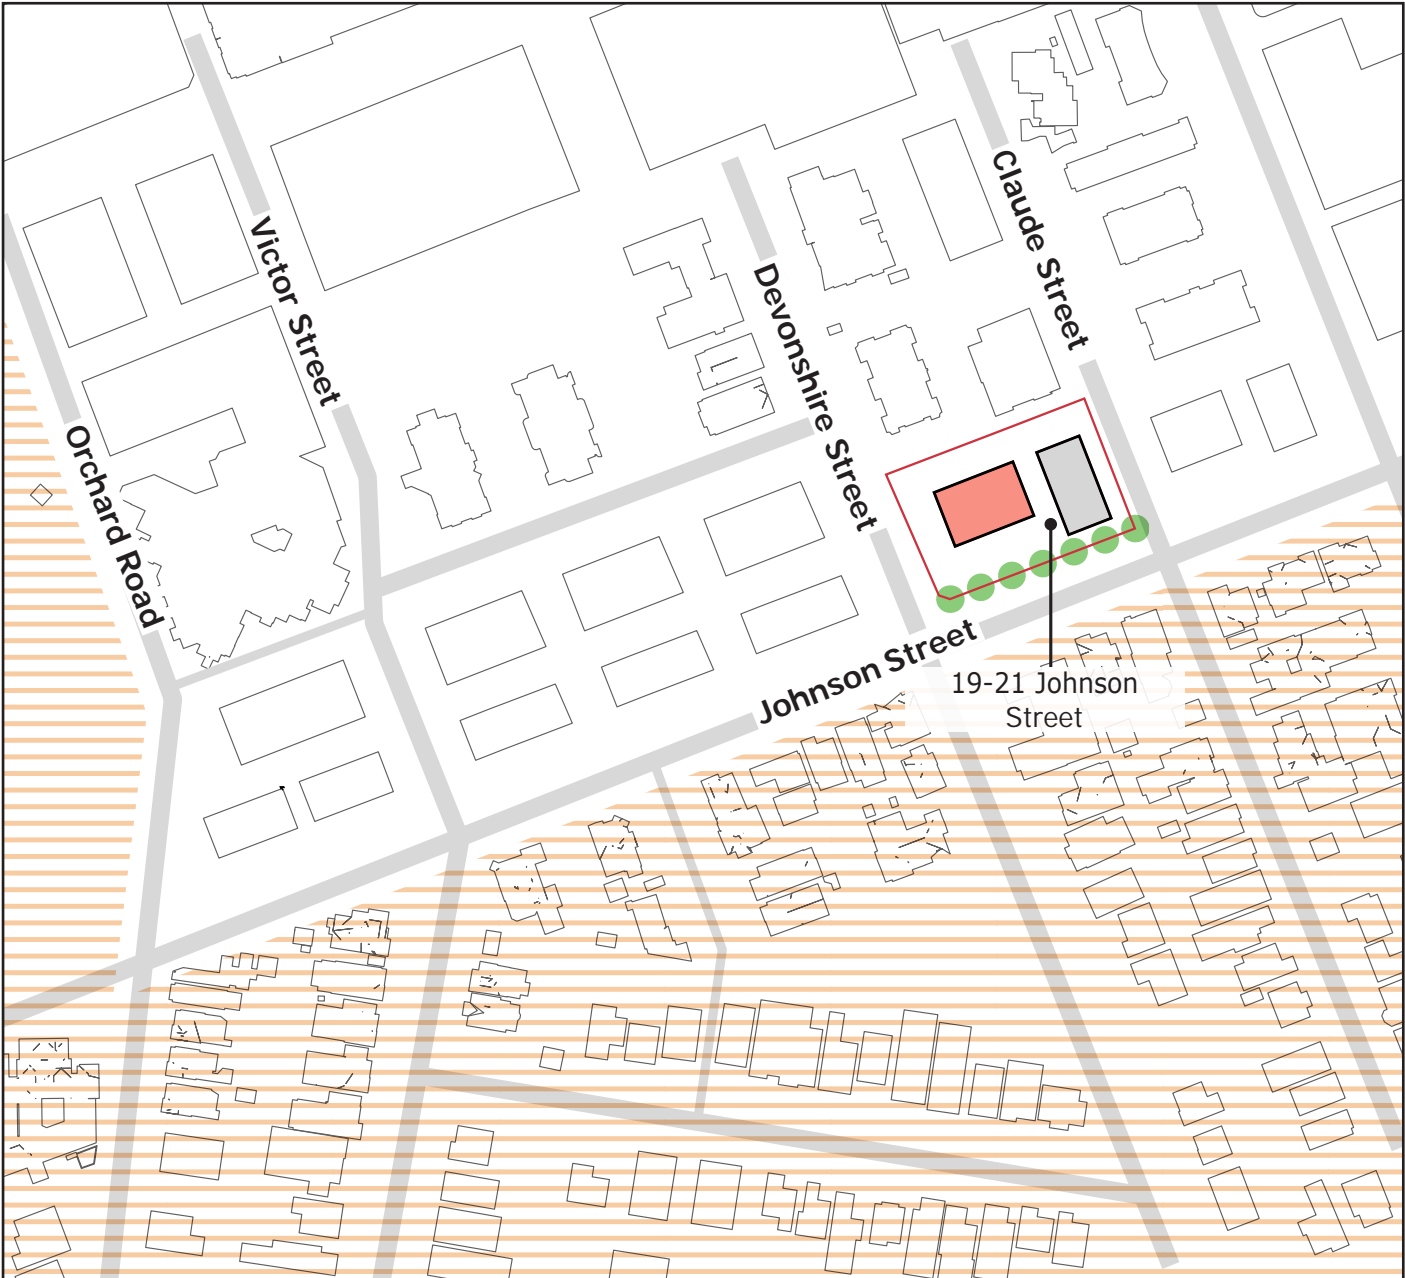 Claude Street
Victor Street
Devonshire Street
Orchard Road
Johnson Street
19-21 Johnson
Street